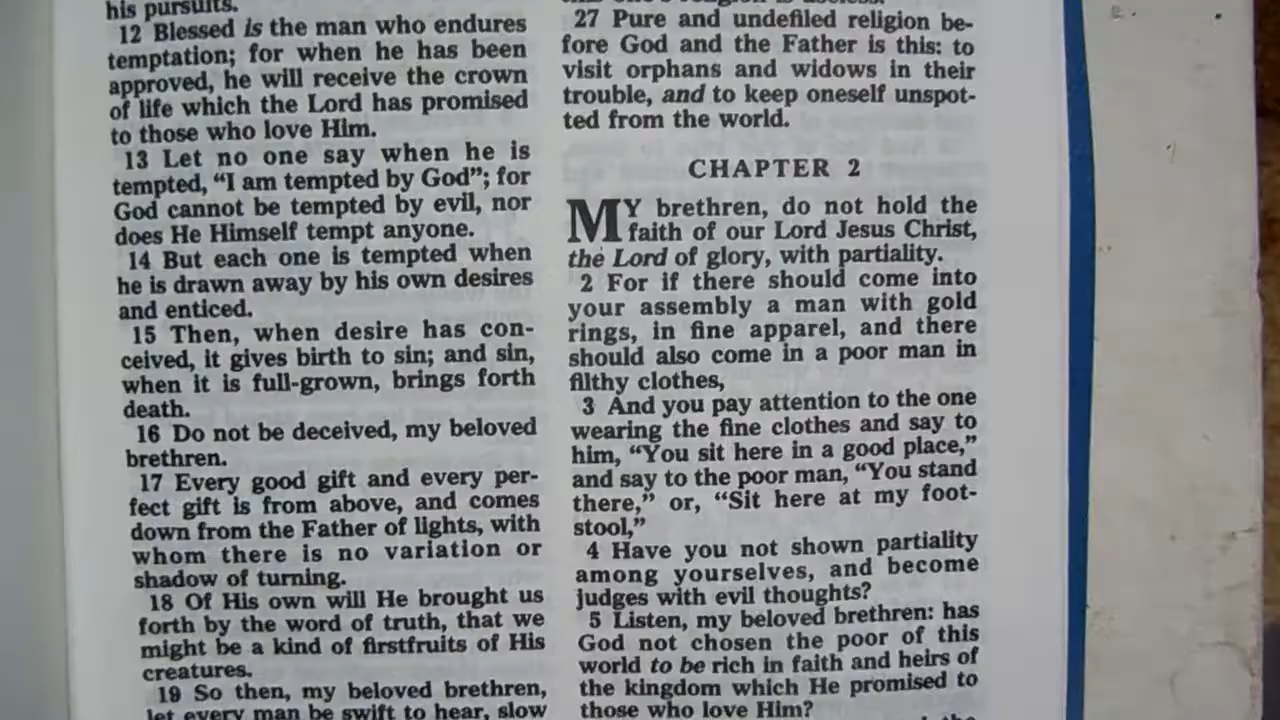 his pursuits.
12 Blessed is the man who endures
temptation; for when he has been
approved, he will receive the crown
of life which the Lord has promised
to those who love Him.
13 Let no one say when he is
tempted, “I am tempted by God”; for
God cannot be tempted by evil, nor
does He Himself tempt anyone.
14 But each one is tempted when
he is drawn away by his own desires
and enticed.
15 Then, when desire has con-
ceived, it gives birth to sin; and sin,
when it is full-grown, brings forth
death.
16 Do not be deceived, my beloved
brethren.
17 Every good gift and every per-
fect gift is from above, and comes
down from the Father of lights, with
whom there is no variation or
shadow of turning.
18 Of His own will He brought us
forth by the word of truth, that we
might be a kind of firstfruits of His
creatures.
19 So then, my beloved brethren,
let every man be swift to hear, slow
27 Pure and undefiled religion be-
fore God and the Father is this: to
visit orphans and widows in their
trouble, and to keep oneself unspot-
ted from the world.
CHAPTER 2
MY brethren, do not hold the
faith of our Lord Jesus Christ,
the Lord of glory, with partiality.
2 For if there should come into
your assembly a man with gold
rings, in fine apparel, and there
should also come in a poor man in
filthy clothes,
3 And you pay attention to the one
wearing the fine clothes and say to
him, “You sit here in a good place,”
and say to the poor man, “You stand
there,” or, “Sit here at my foot-
stool,”
4 Have you not shown partiality
among yourselves, and become
judges with evil thoughts?
5 Listen, my beloved brethren: has
God not chosen the poor of this
world to be rich in faith and heirs of
the kingdom which He promised to
those who love Him?